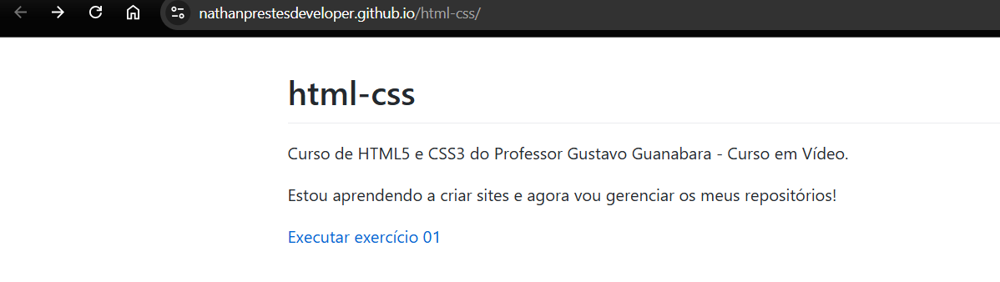 nathanprestesdeveloper.github.io/html-css/
html-css
Curso de HTML5 e CSS3 do Professor Gustavo Guanabara - Curso em Vídeo.
Estou aprendendo a criar sites e agora vou gerenciar os meus repositórios!
Executar exercício 01